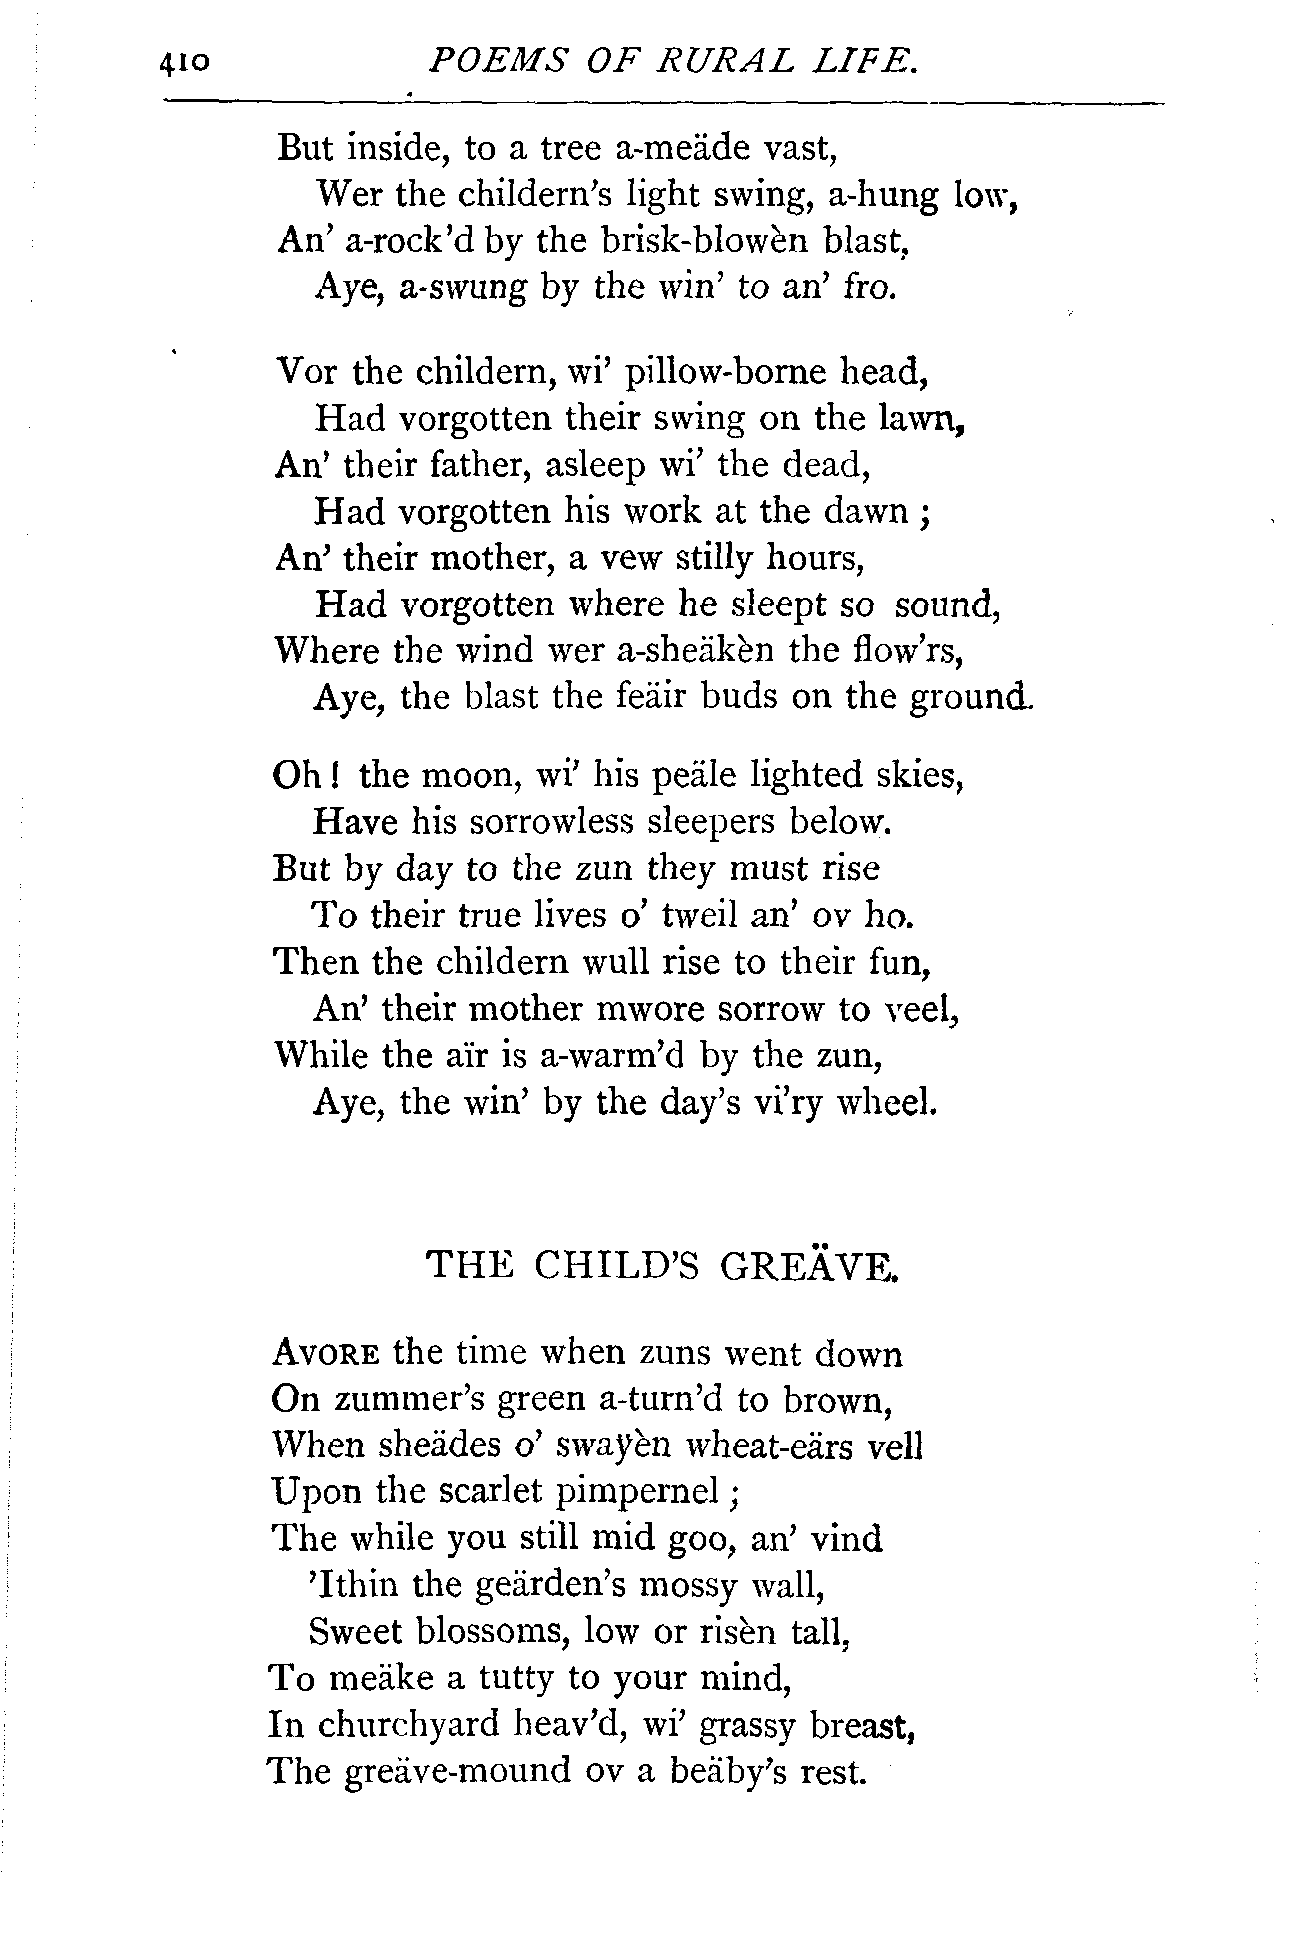 410 POEMS OF RURAL LIFE.
But inside, to a tree a-meäde vast,
Wer the childern's light swing, a-hung low,
An' a-rock'd by the brisk-blowèn blast,
Aye, a-swung by the win' to an' fro.
Vor the childern, wi' pillow-borne head,
Had vorgotten their swing on the lawn,
An' their father, asleep wi' the dead,
Had vorgotten his work at the dawn ;
An' their mother, a vew stilly hours,
Had vorgotten where he sleept so sound,
Where the wind wer a-sheäkèn the flow'rs,
Aye, the blast the feäir buds on the ground.
Oh ! the moon, wi' his peäle lighted skies,
Have his sorrowless sleepers below.
But by day to the zun they must rise
To their true lives o' tweil an' ov ho.
Then the childern wull rise to their fun,
An' their mother mwore sorrow to veel,
While the aïr is a-warm'd by the zun,
Aye, the win' by the day's vi'ry wheel.
THE CHILD'S GREÄVE.
AVORE the time when zuns went down
On zummer's green a-turn'd to brown,
When sheädes o' swayèn wheat-eärs vell
Upon the scarlet pimpernel ;
The while you still mid goo, an' vind
'Ithin the geärden's mossy wall,
Sweet blossoms, low or risèn tall,
To meäke a tutty to your mind,
In churchyard heav'd, wi' grassy breast,
The greäve-mound ov a beäby's rest.